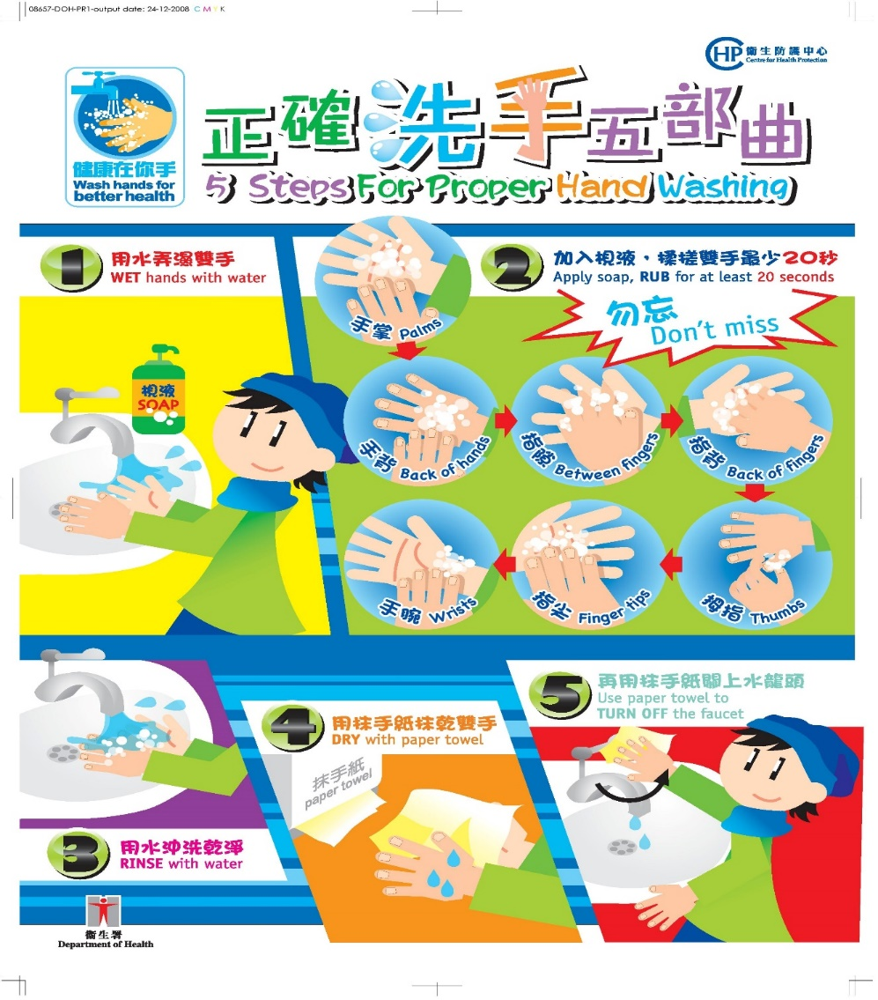 08657-DOH-PR1-output date: 24-12-2008 C M Y K
CHP 衞生防護中心
Centre for Health Protection
健康在你手
Wash hands for
better health
正確洗手五部曲
5 Steps For Proper Hand Washing
1 用水弄濕雙手
WET hands with water
視液
SOAP
2 加入梘液，揉搓雙手最少20秒
Apply soap, RUB for at least 20 seconds
勿忘
Don't miss
手掌 Palms
手背 Back of hands
指隙 Between fingers
指背 Back of fingers
拇指 Thumbs
指尖 Finger tips
手腕 Wrists
3 用水沖洗乾淨
RINSE with water
4 用抹手紙抹乾雙手
DRY with paper towel
抹手紙
paper towel
5 再用抹手紙關上水龍頭
Use paper towel to
TURN OFF the faucet
衞生署
Department of Health